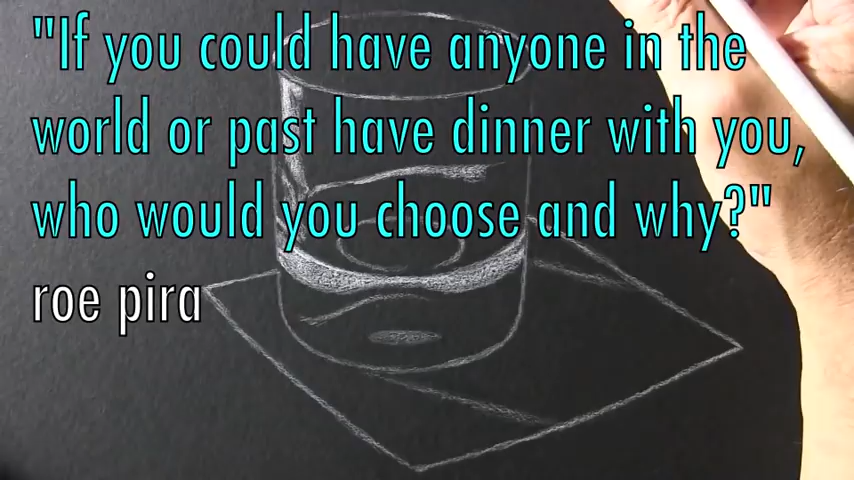 "If you could have anyone in the
world or past have dinner with you,
who would you choose and why?"
roe pira